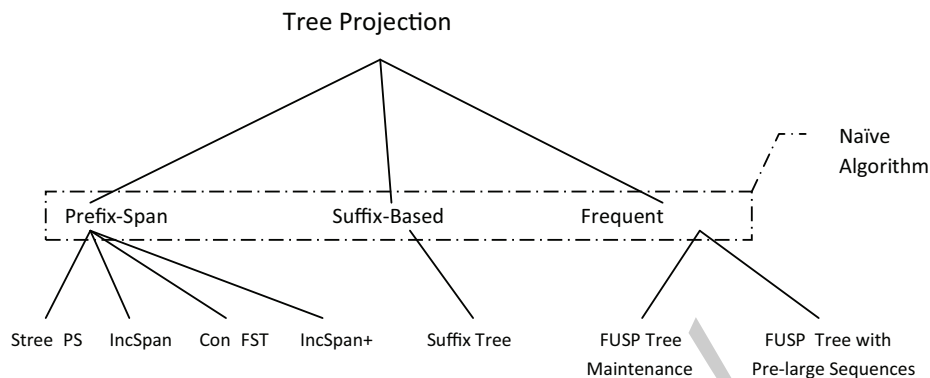 Tree Projection
Naïve
Algorithm
Prefix-Span Suffix-Based Frequent
Stree PS IncSpan Con FST IncSpan+ Suffix Tree FUSP Tree FUSP Tree with
Maintenance Pre-large Sequences